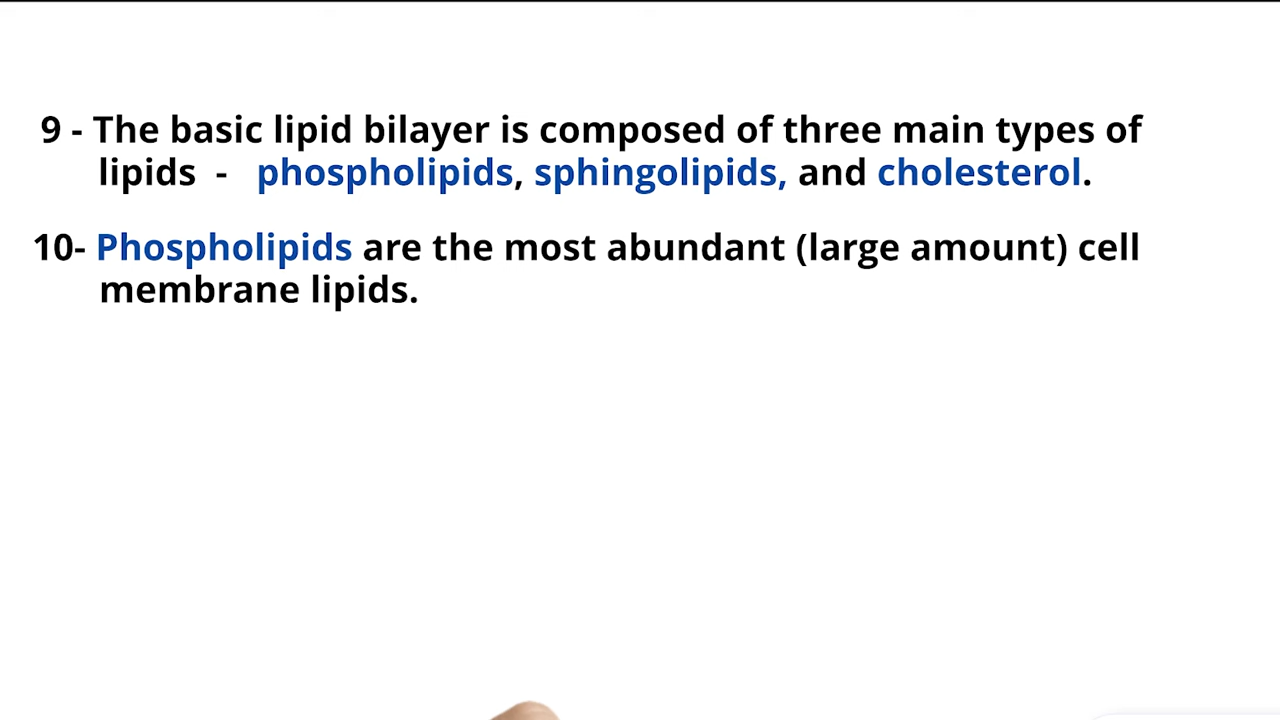 9 - The basic lipid bilayer is composed of three main types of
lipids - phospholipids, sphingolipids, and cholesterol.
10- Phospholipids are the most abundant (large amount) cell
membrane lipids.